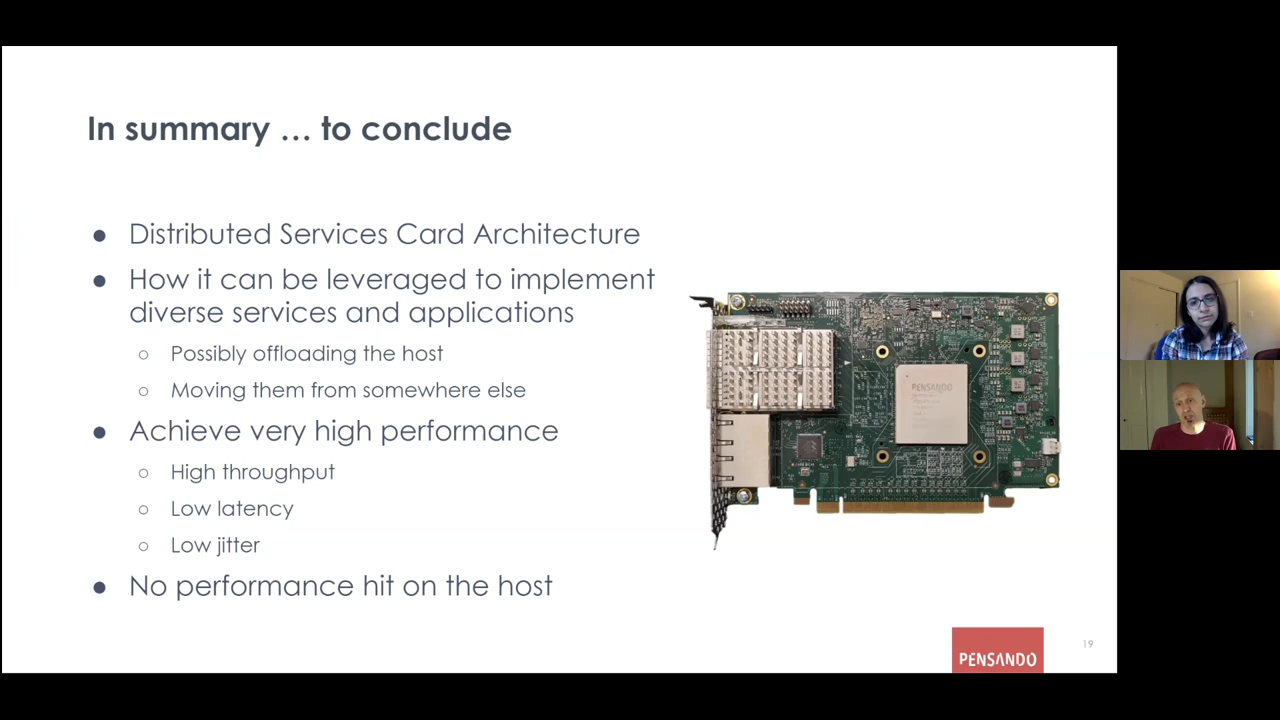 In summary … to conclude
● Distributed Services Card Architecture
● How it can be leveraged to implement
diverse services and applications
○ Possibly offloading the host
○ Moving them from somewhere else
● Achieve very high performance
○ High throughput
○ Low latency
○ Low jitter
● No performance hit on the host
PENSANDO
PENSANDO
19